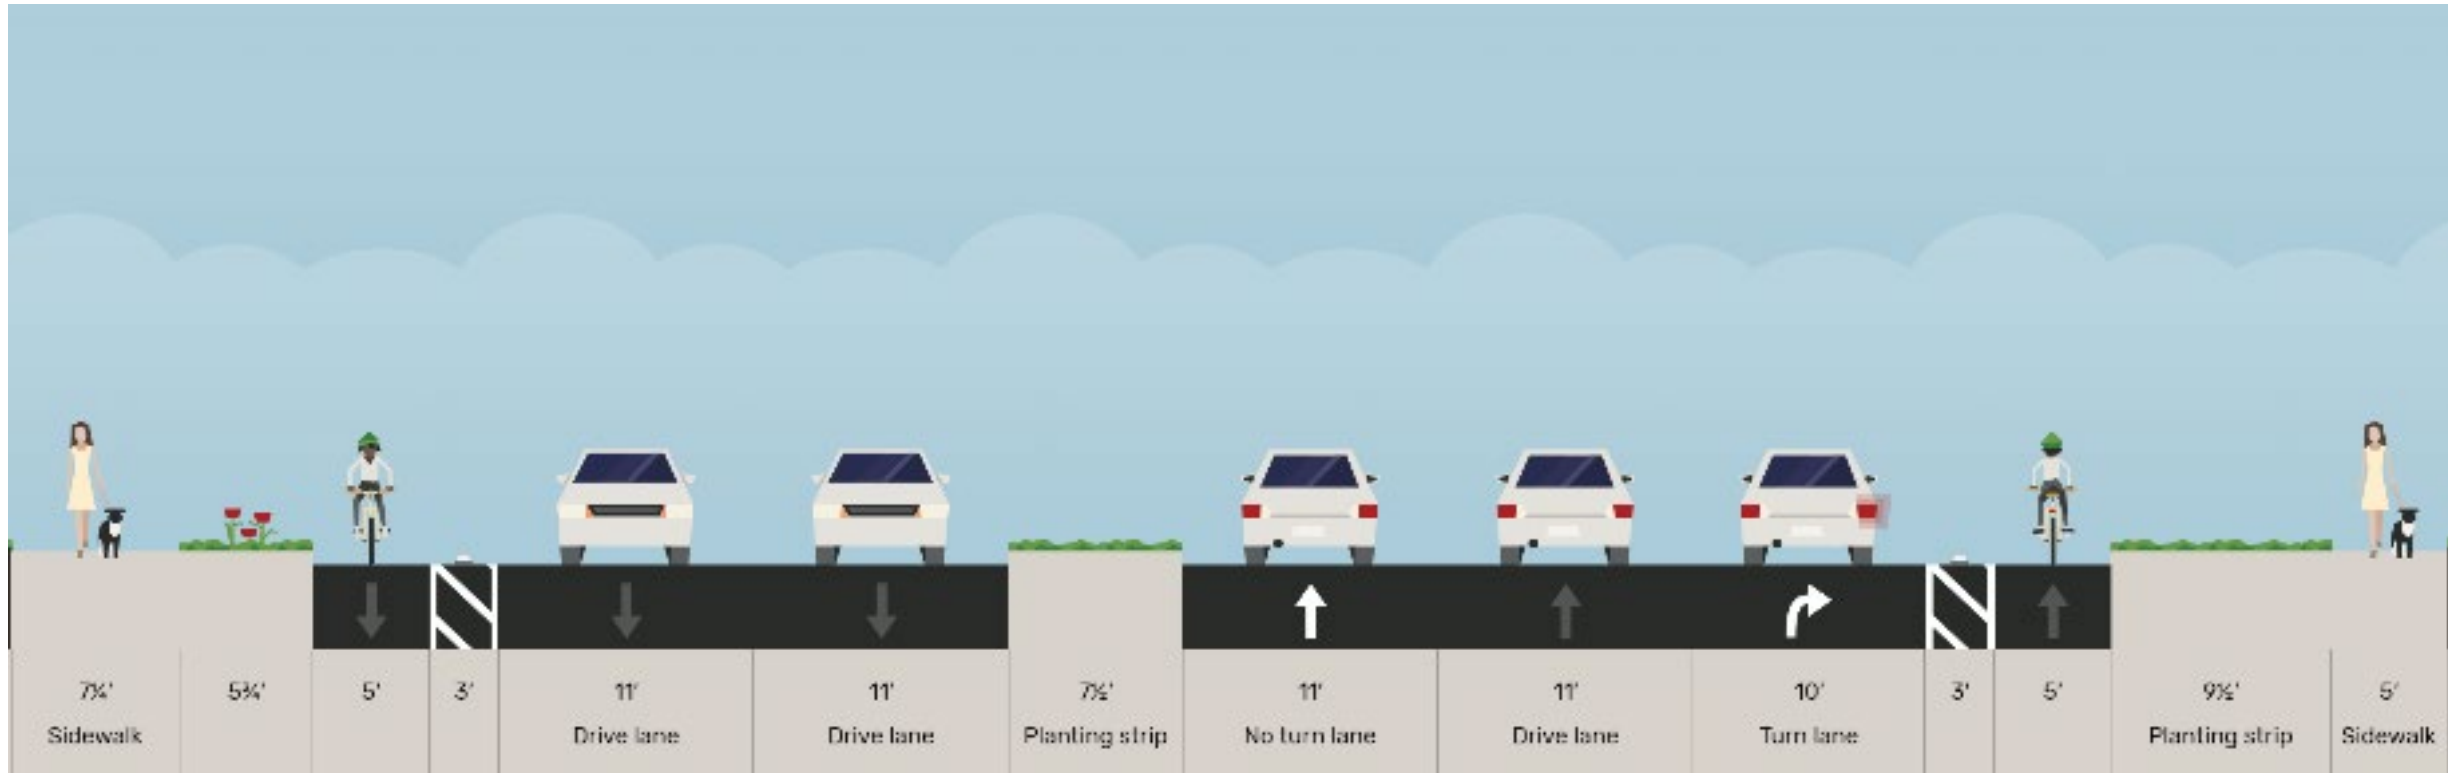 7¼' 5¾' 5' 3' 11' 11' 7½' 11' 11' 10' 3' 5' 9½' 5'
Sidewalk Drive lane Drive lane Planting strip No turn lane Drive lane Turn lane Planting strip Sidewalk